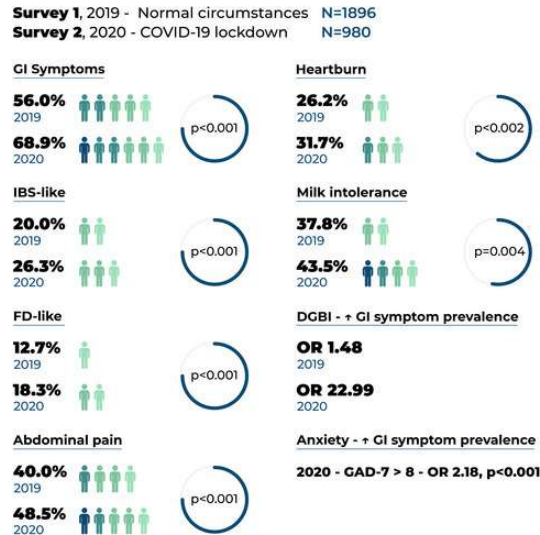 Survey 1, 2019 - Normal circumstances N=1896
Survey 2, 2020 - COVID-19 lockdown N=980
GI Symptoms
56.0%
2019
68.9%
2020
p<0.001
Heartburn
26.2%
2019
31.7%
2020
p<0.002
IBS-like
20.0%
2019
26.3%
2020
p<0.001
Milk intolerance
37.8%
2019
43.5%
2020
p=0.004
FD-like
12.7%
2019
18.3%
2020
p<0.001
DGBI - ↑ GI symptom prevalence
OR 1.48
2019
OR 22.99
2020
Abdominal pain
40.0%
2019
48.5%
2020
p<0.001
Anxiety - ↑ GI symptom prevalence
2020 - GAD-7 > 8 - OR 2.18, p<0.001